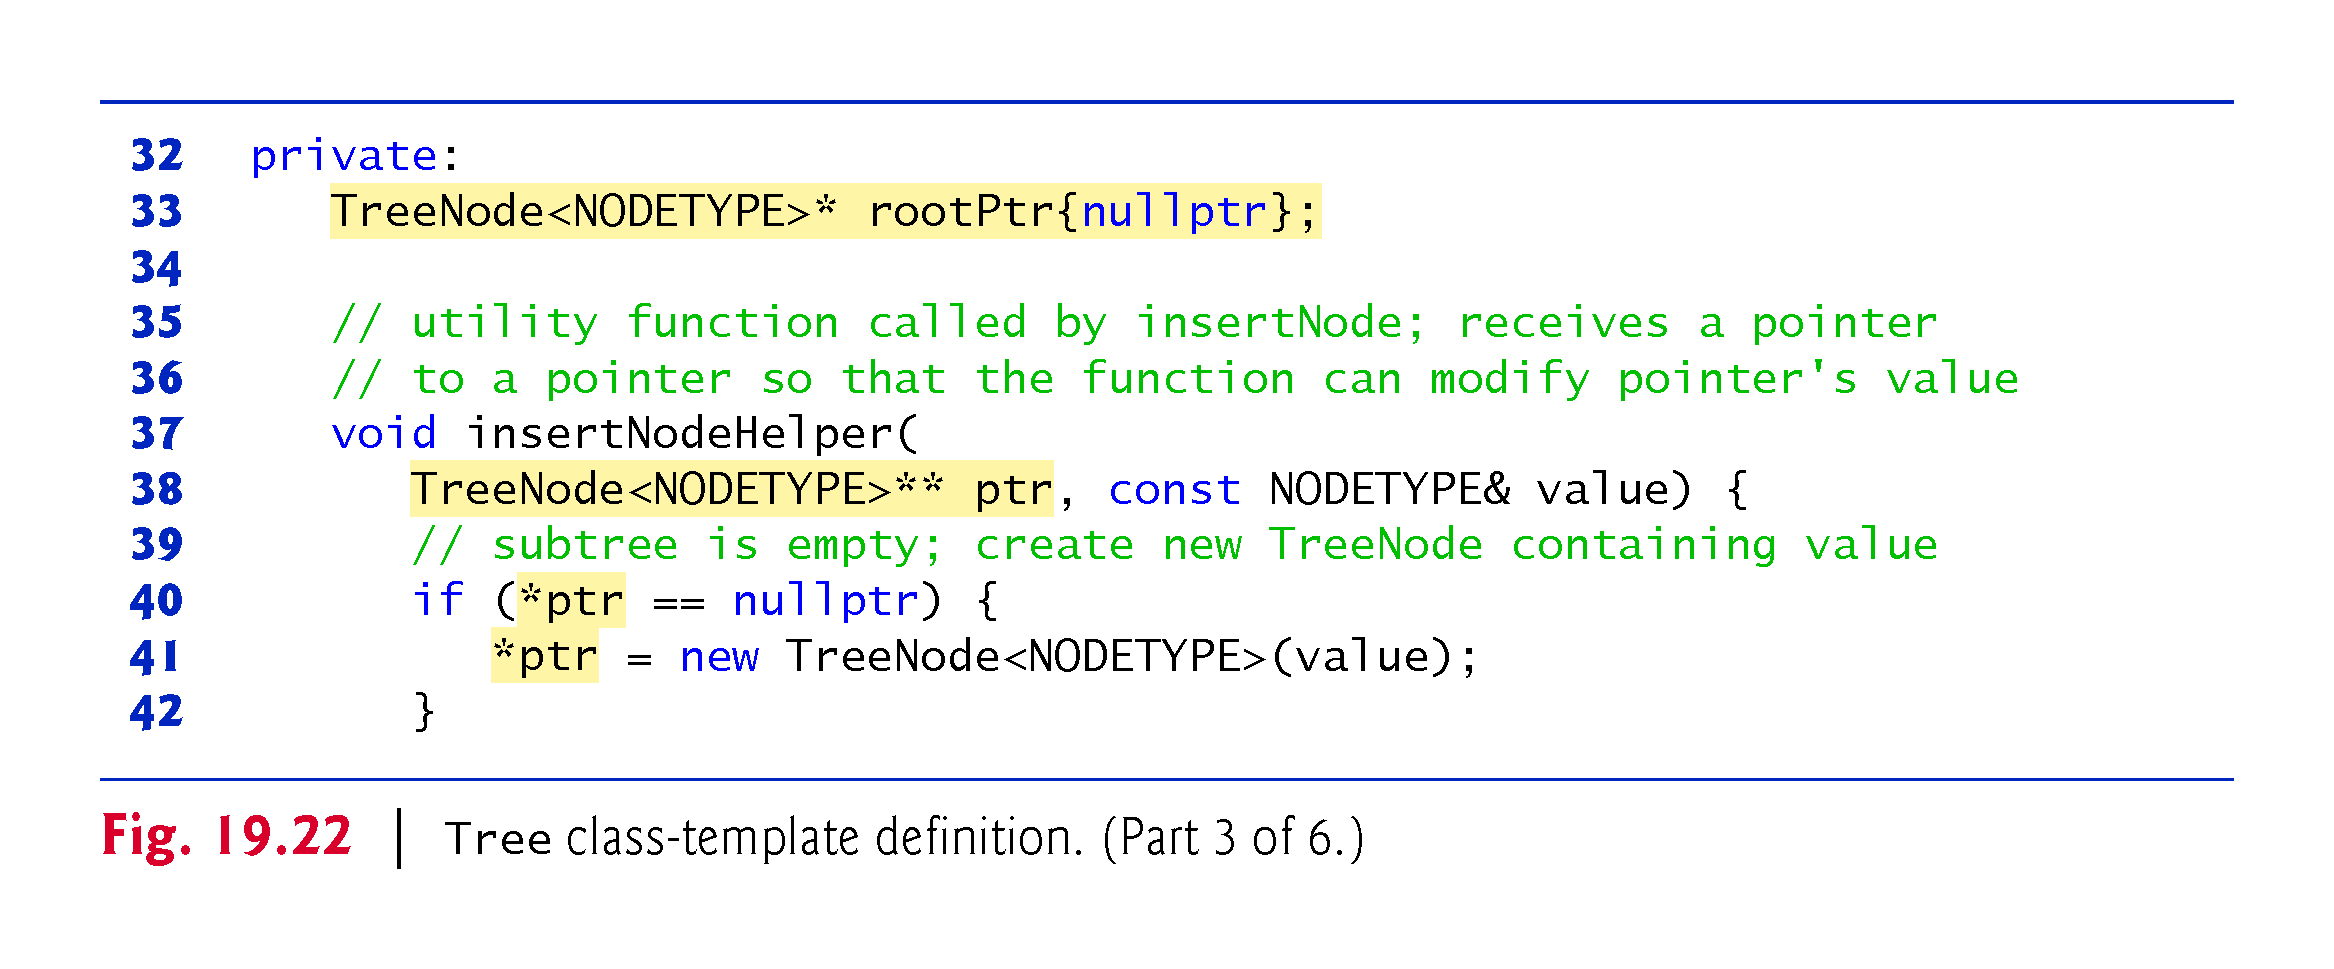 32 private:
33 TreeNode<NODETYPE>* rootPtr{nullptr};
34
35 // utility function called by insertNode; receives a pointer
36 // to a pointer so that the function can modify pointer's value
37 void insertNodeHelper(
38 TreeNode<NODETYPE>** ptr, const NODETYPE& value) {
39 // subtree is empty; create new TreeNode containing value
40 if (*ptr == nullptr) {
41 *ptr = new TreeNode<NODETYPE>(value);
42 }
Fig. 19.22 | Tree class-template definition. (Part 3 of 6.)